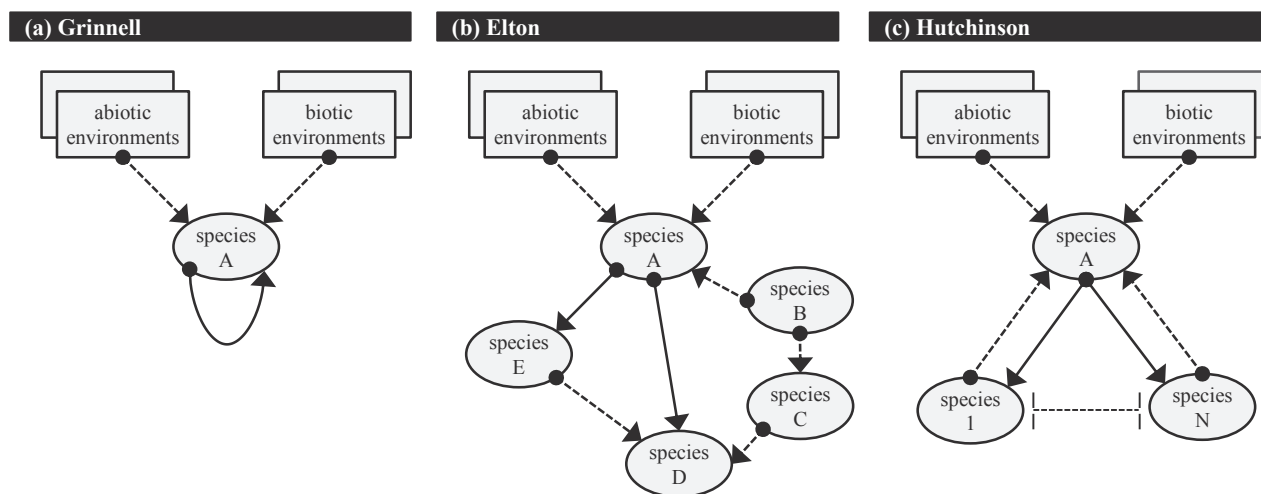 (a) Grinnell
abiotic
environments
biotic
environments
species
A
(b) Elton
abiotic
environments
biotic
environments
species
A
species
B
species
E
species
C
species
D
(c) Hutchinson
abiotic
environments
biotic
environments
species
A
species
1
species
N